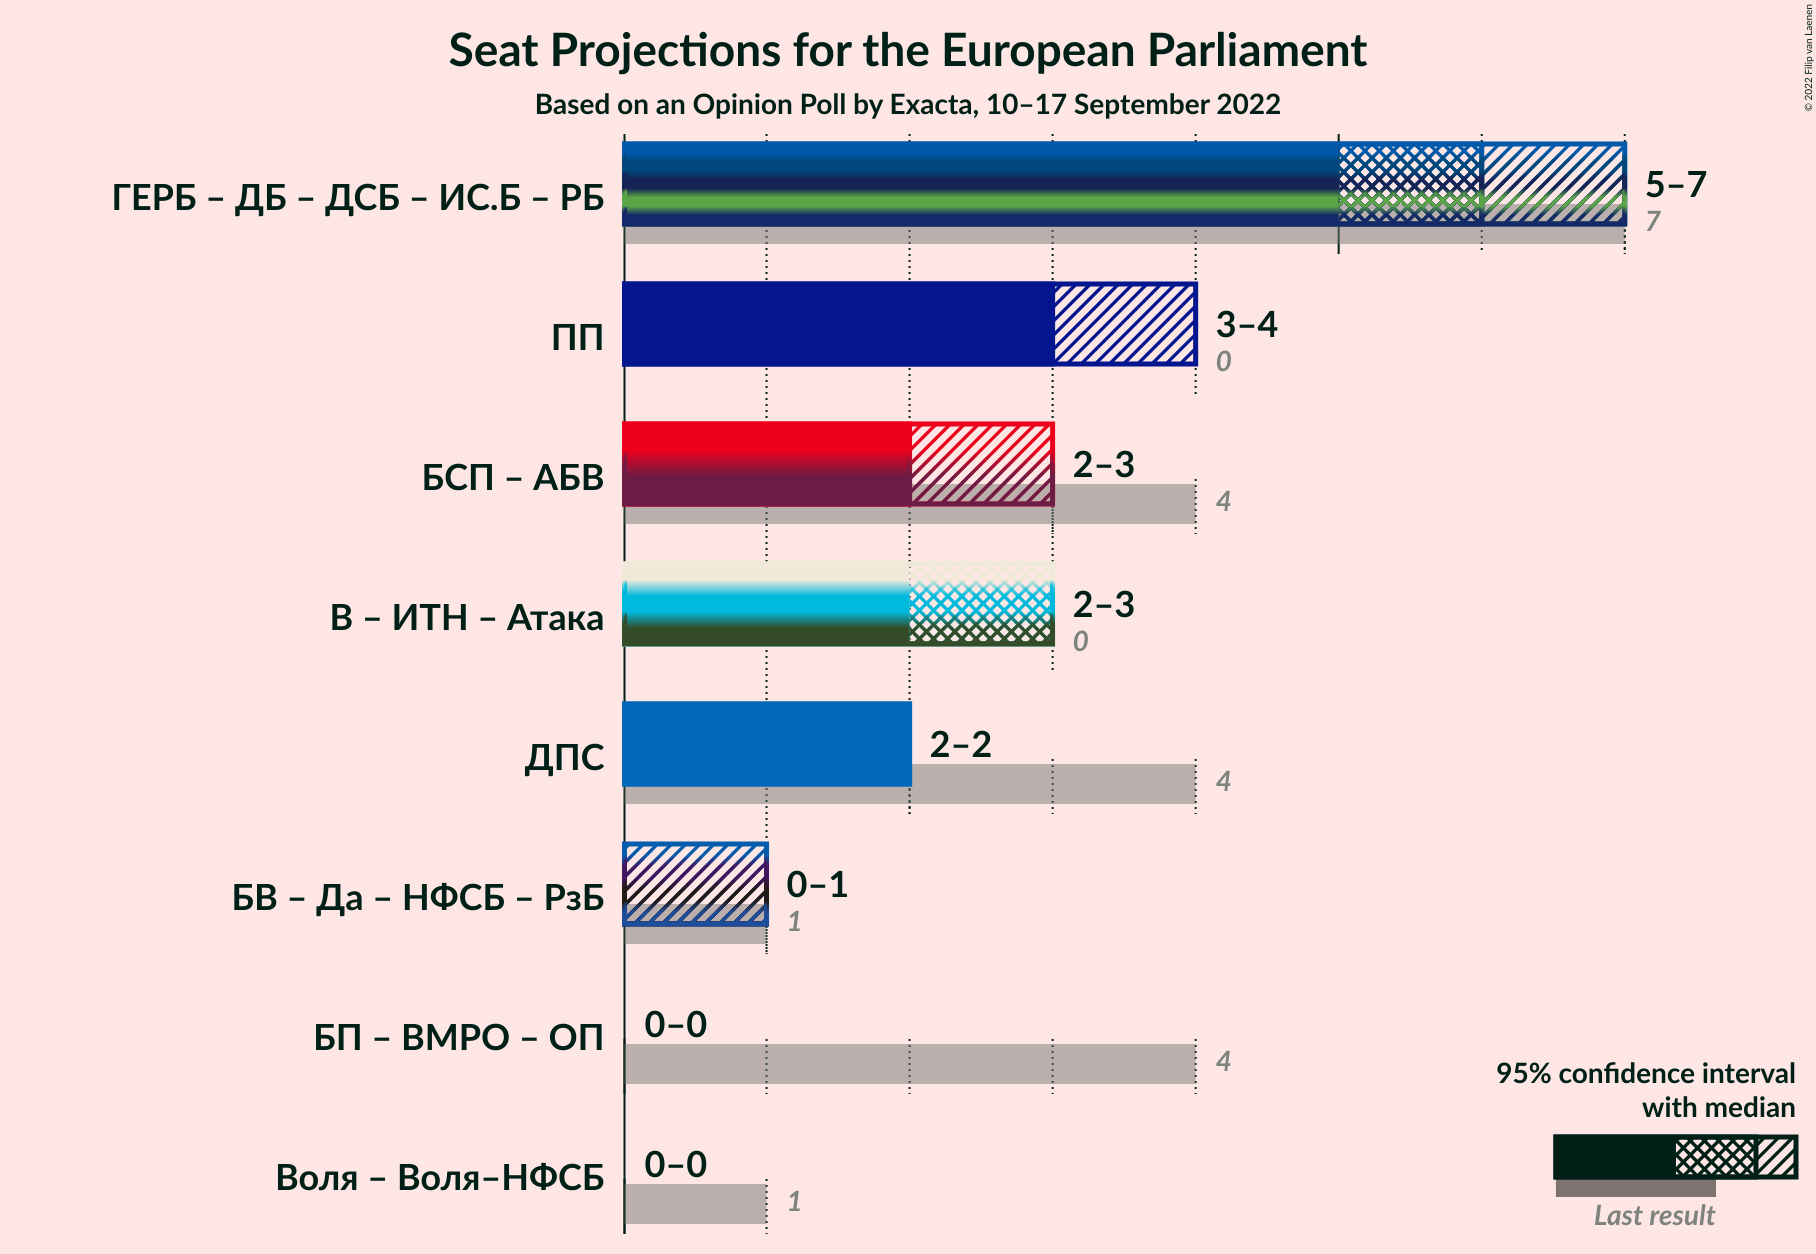 Seat Projections for the European Parliament
Based on an Opinion Poll by Exacta, 10–17 September 2022
© 2022 Filip van Laenen
ГЕРБ – ДБ – ДСБ – ИС.Б – РБ
5–7
7
ПП
3–4
0
БСП – АБВ
2–3
4
В – ИТН – Атака
2–3
0
ДПС
2–2
4
БВ – Да – НФСБ – РзБ
0–1
1
БП – ВМРО – ОП
0–0
4
Воля – Воля–НФСБ
0–0
1
95% confidence interval
with median
Last result